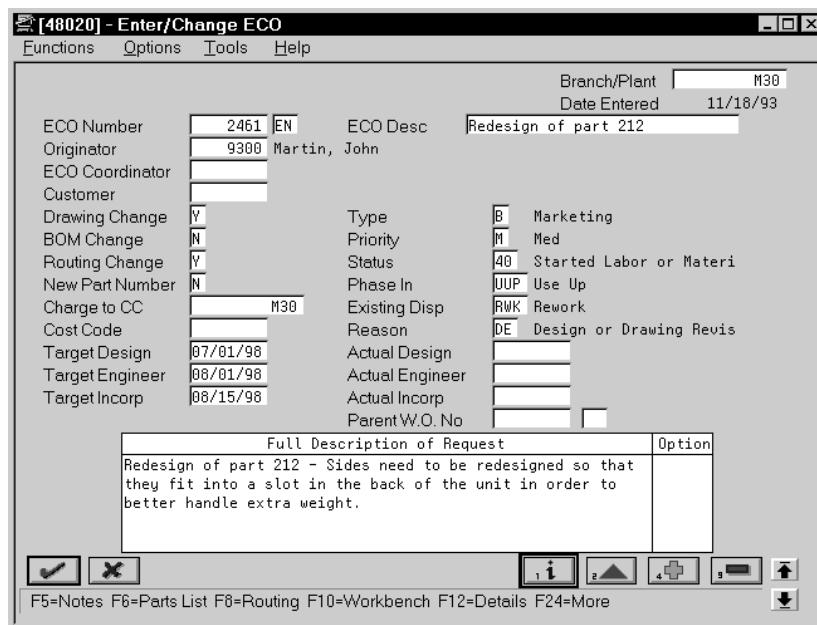 [48020] - Enter/Change ECO
Functions Options Tools Help
Branch/Plant M30
Date Entered 11/18/93
ECO Number 2461 EN ECO Desc Redesign of part 212
Originator 9300 Martin, John
ECO Coordinator
Customer
Drawing Change Y Type B Marketing
BOM Change N Priority M Med
Routing Change Y Status 40 Started Labor or Materi
New Part Number N Phase In UUP Use Up
Charge to CC M30 Existing Disp RWK Rework
Cost Code Reason DE Design or Drawing Revis
Target Design 07/01/98 Actual Design
Target Engineer 08/01/98 Actual Engineer
Target Incorp 08/15/98 Actual Incorp
Parent W.O. No
Full Description of Request Option
Redesign of part 212 - Sides need to be redesigned so that
they fit into a slot in the back of the unit in order to
better handle extra weight.
1 i 2 4 9
F5=Notes F6=Parts List F8=Routing F10=Workbench F12=Details F24=More